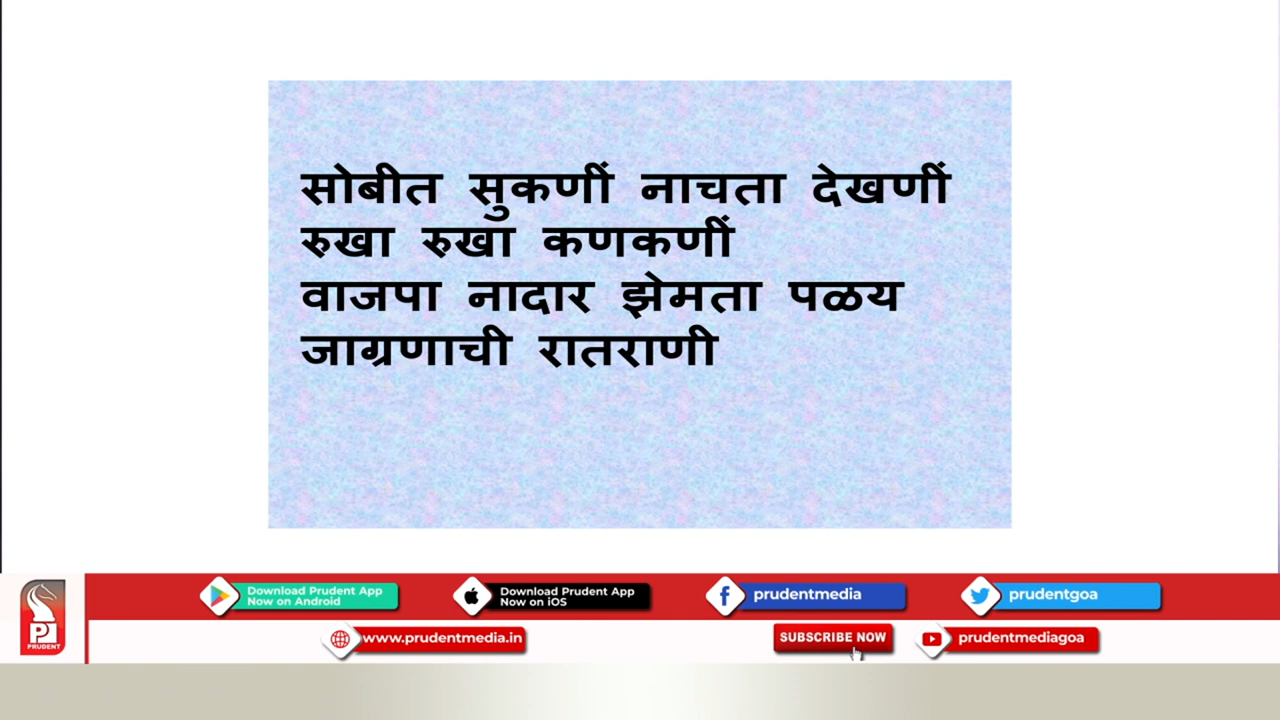 सोबीत सुकणीं नाचता देखणीं
रुखा रुखा कणकणीं
वाजपा नादार झेमता पळय
जाग्रणाची रातराणी
Download Prudent App
Now on Android
Download Prudent App
Now on iOS
prudentmedia
prudentgoa
PRUDENT
www.prudentmedia.in
SUBSCRIBE NOW
prudentmediagoa